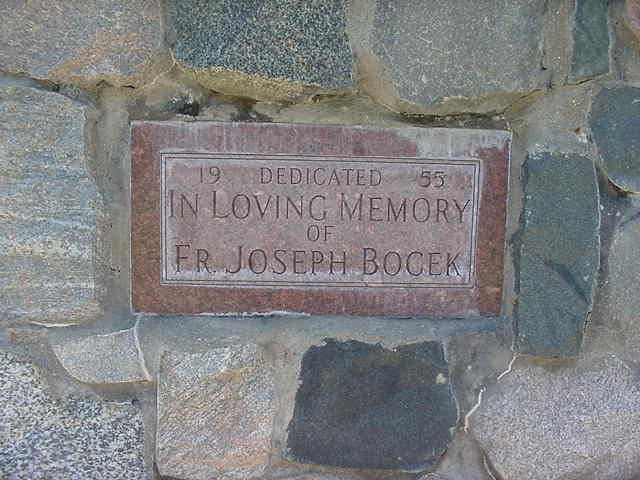 19 DEDICATED 55
IN LOVING MEMORY
OF
FR. JOSEPH BOCEK